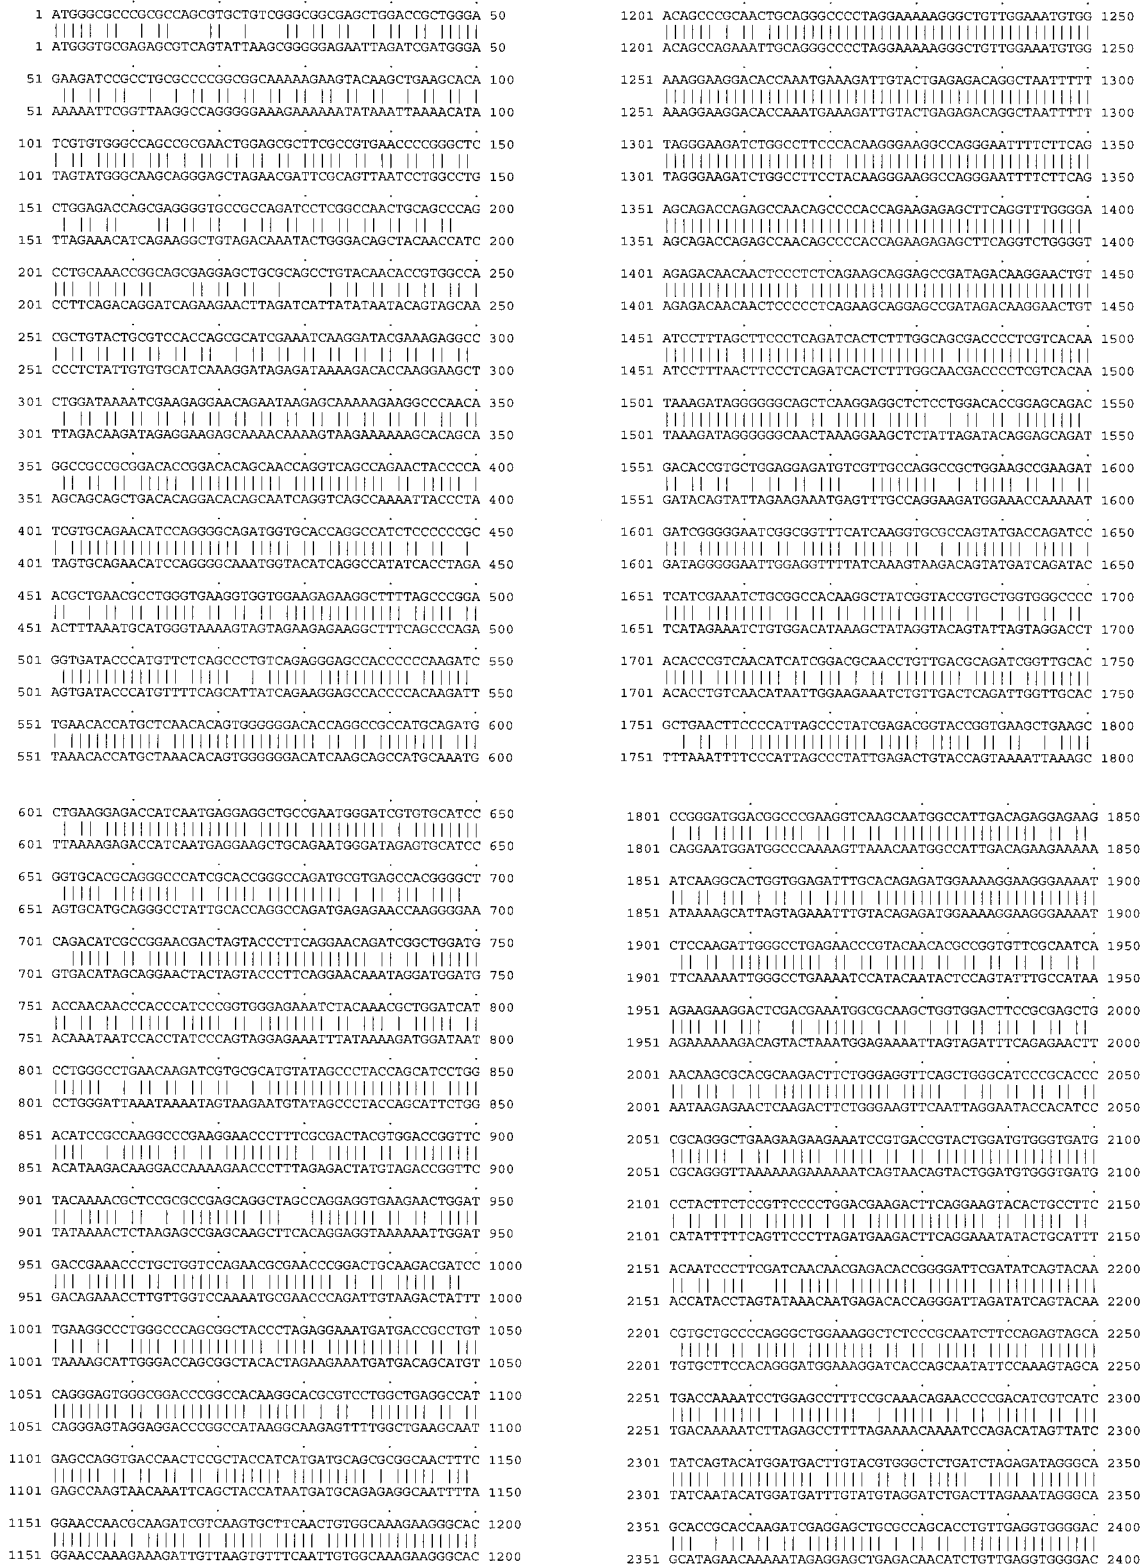 1 ATGGGCGCCCGCGCCAGCGTGCTGTCGGGCGGCGAGCTGGACCGCTGGGA 50
1 ATGGGTGCGAGAGCGTCAGTATTAAGCGGGGGAGAATTAGATCGATGGGA 50
51 GAAGATCCGCCTGCGCCCCGGCGGCAAAAAGAAGTACAAGCTGAAGCACA 100
51 AAAAATTCGGTTAAGGCCAGGGGGAAAGAAAAAATATAAATTAAAACATA 100
101 TCGTGTGGGCCAGCCGCGAACTGGAGCGCTTCGCCGTGAACCCCGGGCTC 150
101 TAGTATGGGCAAGCAGGGAGCTAGAACGATTCGCAGTTAATCCTGGCCTG 150
151 CTGGAGACCAGCGAGGGGTGCCGCCAGATCCTCGGCCAACTGCAGCCCAG 200
151 TTAGAAACATCAGAAGGCTGTAGACAAATACTGGGACAGCTACAACCATC 200
201 CCTGCAAACCGGCAGCGAGGAGCTGCGCAGCCTGTACAACACCGTGGCCA 250
201 CCTTCAGACAGGATCAGAAGAACTTAGATCATTATATAATACAGTAGCAA 250
251 CGCTGTACTGCGTCCACCAGCGCATCGAAATCAAGGATACGAAAGAGGCC 300
251 CCCTCTATTGTGTGCATCAAAGGATAGAGATAAAAGACACCAAGGAAGCT 300
301 CTGGATAAAATCGAAGAGGAACAGAATAAGAGCAAAAAGAAGGCCCAACA 350
301 TTAGACAAGATAGAGGAAGAGCAAAACAAAAGTAAGAAAAAAGCACAGCA 350
351 GGCCGCCGCGGACACCGGACACAGCAACCAGGTCAGCCAGAACTACCCCA 400
351 AGCAGCAGCTGACACAGGACACAGCAATCAGGTCAGCCAAAATTACCCTA 400
401 TCGTGCAGAACATCCAGGGGCAGATGGTGCACCAGGCCATCTCCCCCCGC 450
401 TAGTGCAGAACATCCAGGGGCAAATGGTACATCAGGCCATATCACCTAGA 450
451 ACGCTGAACGCCTGGGTGAAGGTGGTGGAAGAGAAGGCTTTTAGCCCGGA 500
451 ACTTTAAATGCATGGGTAAAAGTAGTAGAAGAGAAGGCTTTCAGCCCAGA 500
501 GGTGATACCCATGTTCTCAGCCCTGTCAGAGGGAGCCACCCCCCAAGATC 550
501 AGTGATACCCATGTTTTCAGCATTATCAGAAGGAGCCACCCCACAAGATT 550
551 TGAACACCATGCTCAACACAGTGGGGGGACACCAGGCCGCCATGCAGATG 600
551 TAAACACCATGCTAAACACAGTGGGGGGACATCAAGCAGCCATGCAAATG 600
601 CTGAAGGAGACCATCAATGAGGAGGCTGCCGAATGGGATCGTGTGCATCC 650
601 TTAAAAGAGACCATCAATGAGGAAGCTGCAGAATGGGATAGAGTGCATCC 650
651 GGTGCACGCAGGGCCCATCGCACCGGGCCAGATGCGTGAGCCACGGGGCT 700
651 AGTGCATGCAGGGCCTATTGCACCAGGCCAGATGAGAGAACCAAGGGGAA 700
701 CAGACATCGCCGGAACGACTAGTACCCTTCAGGAACAGATCGGCTGGATG 750
701 GTGACATAGCAGGAACTACTAGTACCCTTCAGGAACAAATAGGATGGATG 750
751 ACCAACAACCCACCCATCCCGGTGGGAGAAATCTACAAACGCTGGATCAT 800
751 ACAAATAATCCACCTATCCCAGTAGGAGAAATTTATAAAAGATGGATAAT 800
801 CCTGGGCCTGAACAAGATCGTGCGCATGTATAGCCCTACCAGCATCCTGG 850
801 CCTGGGATTAAATAAAATAGTAAGAATGTATAGCCCTACCAGCATTCTGG 850
851 ACATCCGCCAAGGCCCGAAGGAACCCTTTCGCGACTACGTGGACCGGTTC 900
851 ACATAAGACAAGGACCAAAAGAACCCTTTAGAGACTATGTAGACCGGTTC 900
901 TACAAAACGCTCCGCGCCGAGCAGGCTAGCCAGGAGGTGAAGAACTGGAT 950
901 TATAAAACTCTAAGAGCCGAGCAAGCTTCACAGGAGGTAAAAAATTGGAT 950
951 GACCGAAACCCTGCTGGTCCAGAACGCGAACCCGGACTGCAAGACGATCC 1000
951 GACAGAAACCTTGTTGGTCCAAAATGCGAACCCAGATTGTAAGACTATTT 1000
1001 TGAAGGCCCTGGGCCCAGCGGCTACCCTAGAGGAAATGATGACCGCCTGT 1050
1001 TAAAAGCATTGGGACCAGCGGCTACACTAGAAGAAATGATGACAGCATGT 1050
1051 CAGGGAGTGGGCGGACCCGGCCACAAGGCACGCGTCCTGGCTGAGGCCAT 1100
1051 CAGGGAGTAGGAGGACCCGGCCATAAGGCAAGAGTTTTGGCTGAAGCAAT 1100
1101 GAGCCAGGTGACCAACTCCGCTACCATCATGATGCAGCGCGGCAACTTTC 1150
1101 GAGCCAAGTAACAAATTCAGCTACCATAATGATGCAGAGAGGCAATTTTA 1150
1151 GGAACCAACGCAAGATCGTCAAGTGCTTCAACTGTGGCAAAGAAGGGCAC 1200
1151 GGAACCAAAGAAAGATTGTTAAGTGTTTCAATTGTGGCAAAGAAGGGCAC 1200
1201 ACAGCCCGCAACTGCAGGGCCCCTAGGAAAAAGGGCTGTTGGAAATGTGG 1250
1201 ACAGCCAGAAATTGCAGGGCCCCTAGGAAAAAGGGCTGTTGGAAATGTGG 1250
1251 AAAGGAAGGACACCAAATGAAAGATTGTACTGAGAGACAGGCTAATTTTT 1300
1251 AAAGGAAGGACACCAAATGAAAGATTGTACTGAGAGACAGGCTAATTTTT 1300
1301 TAGGGAAGATCTGGCCTTCCCACAAGGGAAGGCCAGGGAATTTTCTTCAG 1350
1301 TAGGGAAGATCTGGCCTTCCTACAAGGGAAGGCCAGGGAATTTTCTTCAG 1350
1351 AGCAGACCAGAGCCAACAGCCCCACCAGAAGAGAGCTTCAGGTTTGGGGA 1400
1351 AGCAGACCAGAGCCAACAGCCCCACCAGAAGAGAGCTTCAGGTCTGGGGT 1400
1401 AGAGACAACAACTCCCTCTCAGAAGCAGGAGCCGATAGACAAGGAACTGT 1450
1401 AGAGACAACAACTCCCCCTCAGAAGCAGGAGCCGATAGACAAGGAACTGT 1450
1451 ATCCTTTAGCTTCCCTCAGATCACTCTTTGGCAGCGACCCCTCGTCACAA 1500
1451 ATCCTTTAACTTCCCTCAGATCACTCTTTGGCAACGACCCCTCGTCACAA 1500
1501 TAAAGATAGGGGGGCAGCTCAAGGAGGCTCTCCTGGACACCGGAGCAGAC 1550
1501 TAAAGATAGGGGGGCAACTAAAGGAAGCTCTATTAGATACAGGAGCAGAT 1550
1551 GACACCGTGCTGGAGGAGATGTCGTTGCCAGGCCGCTGGAAGCCGAAGAT 1600
1551 GATACAGTATTAGAAGAAATGAGTTTGCCAGGAAGATGGAAACCAAAAAT 1600
1601 GATCGGGGGAATCGGCGGTTTCATCAAGGTGCGCCAGTATGACCAGATCC 1650
1601 GATAGGGGGAATTGGAGGTTTTATCAAAGTAAGACAGTATGATCAGATAC 1650
1651 TCATCGAAATCTGCGGCCACAAGGCTATCGGTACCGTGCTGGTGGGCCCC 1700
1651 TCATAGAAATCTGTGGACATAAAGCTATAGGTACAGTATTAGTAGGACCT 1700
1701 ACACCCGTCAACATCATCGGACGCAACCTGTTGACGCAGATCGGTTGCAC 1750
1701 ACACCTGTCAACATAATTGGAAGAAATCTGTTGACTCAGATTGGTTGCAC 1750
1751 GCTGAACTTCCCCATTAGCCCTATCGAGACGGTACCGGTGAAGCTGAAGC 1800
1751 TTTAAATTTTCCCATTAGCCCTATTGAGACTGTACCAGTAAAATTAAAGC 1800
1801 CCGGGATGGACGGCCCGAAGGTCAAGCAATGGCCATTGACAGAGGAGAAG 1850
1801 CAGGAATGGATGGCCCAAAAGTTAAACAATGGCCATTGACAGAAGAAAAA 1850
1851 ATCAAGGCACTGGTGGAGATTTGCACAGAGATGGAAAAGGAAGGGAAAAT 1900
1851 ATAAAAGCATTAGTAGAAATTTGTACAGAGATGGAAAAGGAAGGGAAAAT 1900
1901 CTCCAAGATTGGGCCTGAGAACCCGTACAACACGCCGGTGTTCGCAATCA 1950
1901 TTCAAAAATTGGGCCTGAAAATCCATACAATACTCCAGTATTTGCCATAA 1950
1951 AGAAGAAGGACTCGACGAAATGGCGCAAGCTGGTGGACTTCCGCGAGCTG 2000
1951 AGAAAAAAGACAGTACTAAATGGAGAAAATTAGTAGATTTCAGAGAACTT 2000
2001 AACAAGCGCACGCAAGACTTCTGGGAGGTTCAGCTGGGCATCCCGCACCC 2050
2001 AATAAGAGAACTCAAGACTTCTGGGAAGTTCAATTAGGAATACCACATCC 2050
2051 CGCAGGGCTGAAGAAGAAGAAATCCGTGACCGTACTGGATGTGGGTGATG 2100
2051 CGCAGGGTTAAAAAAGAAAAAATCAGTAACAGTACTGGATGTGGGTGATG 2100
2101 CCTACTTCTCCGTTCCCCTGGACGAAGACTTCAGGAAGTACACTGCCTTC 2150
2101 CATATTTTTCAGTTCCCTTAGATGAAGACTTCAGGAAATATACTGCATTT 2150
2151 ACAATCCCTTCGATCAACAACGAGACACCGGGGATTCGATATCAGTACAA 2200
2151 ACCATACCTAGTATAAACAATGAGACACCAGGGATTAGATATCAGTACAA 2200
2201 CGTGCTGCCCCAGGGCTGGAAAGGCTCTCCCGCAATCTTCCAGAGTAGCA 2250
2201 TGTGCTTCCACAGGGATGGAAAGGATCACCAGCAATATTCCAAAGTAGCA 2250
2251 TGACCAAAATCCTGGAGCCTTTCCGCAAACAGAACCCCGACATCGTCATC 2300
2251 TGACAAAAATCTTAGAGCCTTTTAGAAAACAAAATCCAGACATAGTTATC 2300
2301 TATCAGTACATGGATGACTTGTACGTGGGCTCTGATCTAGAGATAGGGCA 2350
2301 TATCAATACATGGATGATTTGTATGTAGGATCTGACTTAGAAATAGGGCA 2350
2351 GCACCGCACCAAGATCGAGGAGCTGCGCCAGCACCTGTTGAGGTGGGGAC 2400
2351 GCATAGAACAAAAATAGAGGAGCTGAGACAACATCTGTTGAGGTGGGGAC 2400